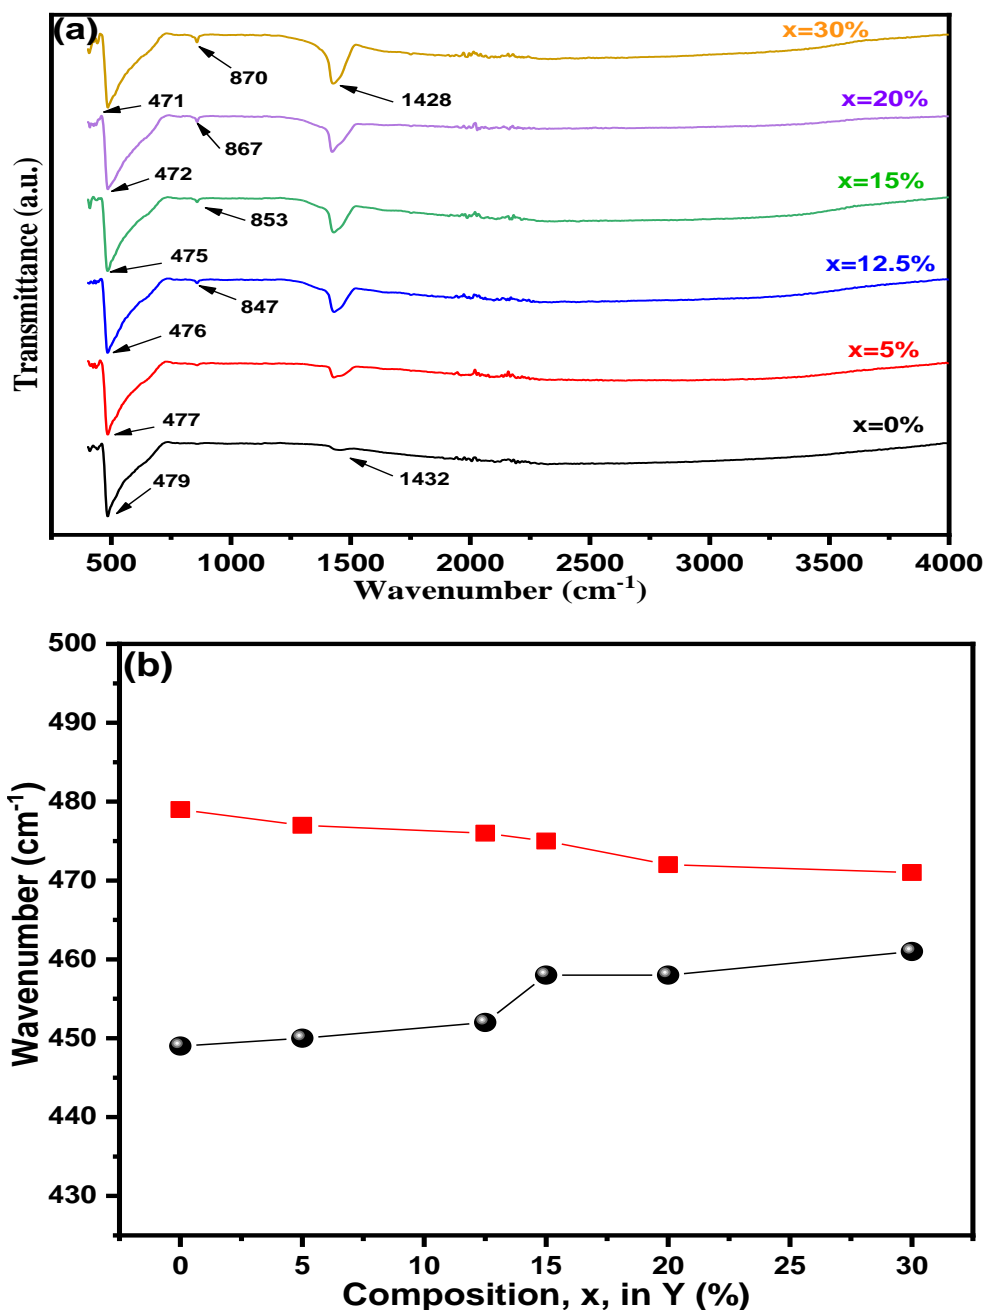 (a)
x=30%
870
1428
471
x=20%
867
472
x=15%
853
475
x=12.5%
847
476
x=5%
477
x=0%
1432
479
Transmittance (a.u.)
500 1000 1500 2000 2500 3000 3500 4000
Wavenumber (cm⁻¹)
(b)
500
490
480
470
460
450
440
430
Wavenumber (cm⁻¹)
0 5 10 15 20 25 30
Composition, x, in Y (%)